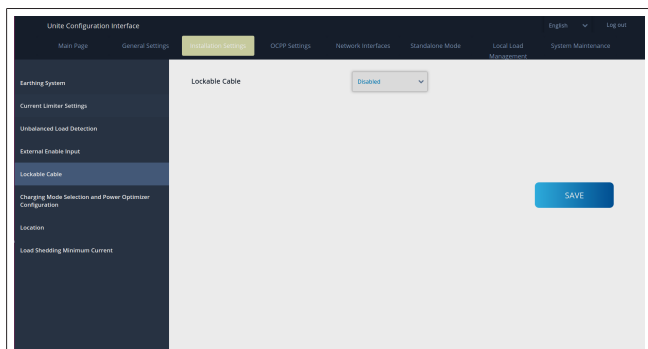 Unite Configuration Interface
English
Log out
Main Page
General Settings
Installation Settings
OCPP Settings
Network Interfaces
Standalone Mode
Local Load
Management
System Maintenance
Earthing System
Current Limiter Settings
Unbalanced Load Detection
External Enable Input
Lockable Cable
Charging Mode Selection and Power Optimizer
Configuration
Location
Load Shedding Minimum Current
Lockable Cable
Disabled
SAVE